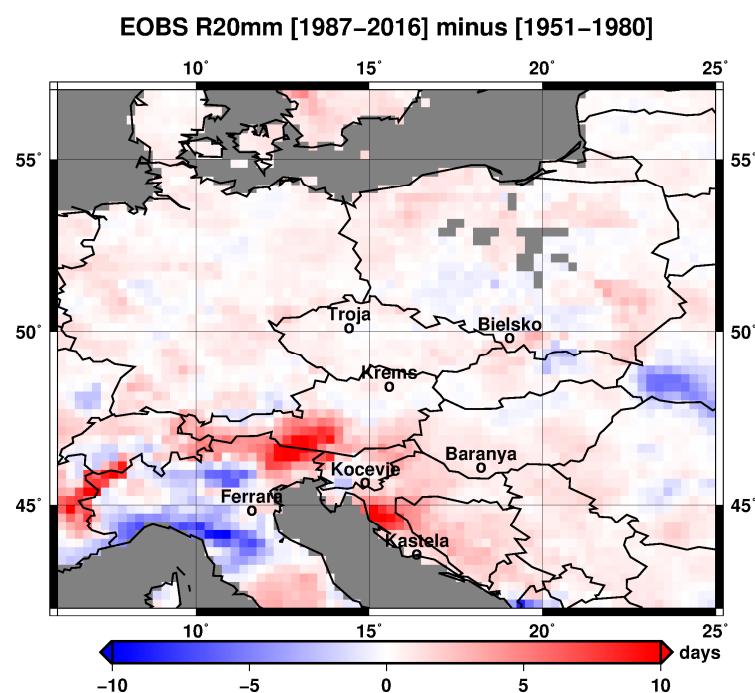 EOBS R20mm [1987−2016] minus [1951−1980]
10° 15° 20° 25°
55° 55°
Troja
50° Bielsko 50°
Krems
Baranya
Kocevje
45° Ferrara 45°
Kastela
10° 15° 20° 25°
days
−10 −5 0 5 10